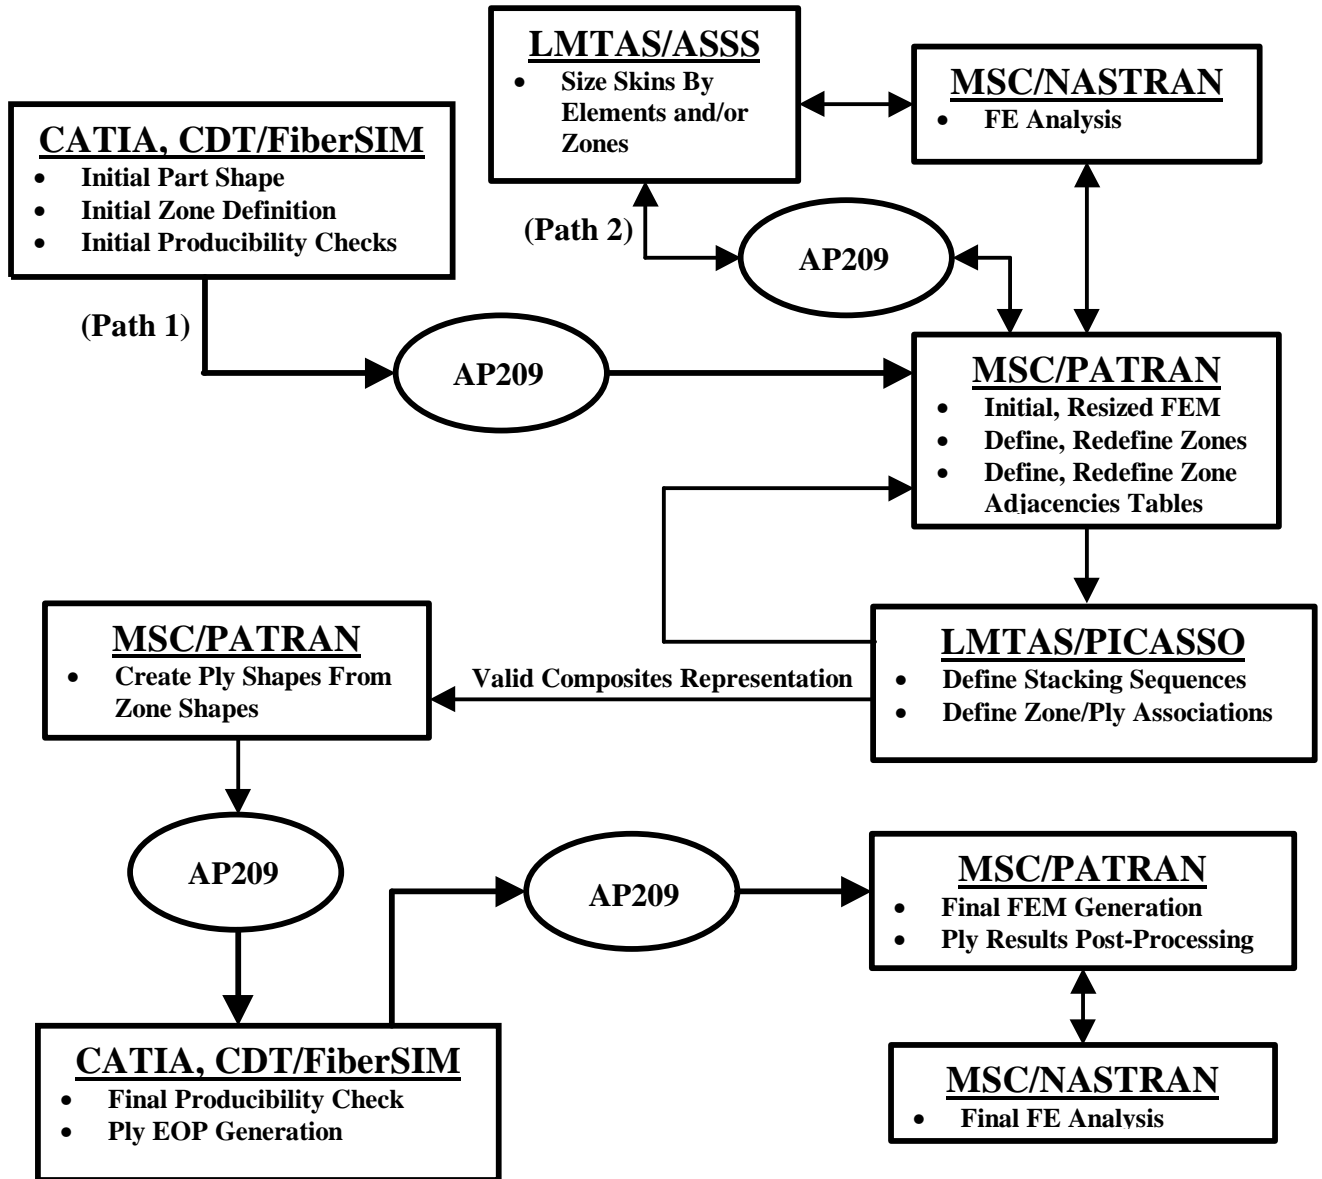 LMTAS/ASSS
• Size Skins By
Elements and/or
Zones
MSC/NASTRAN
• FE Analysis
CATIA, CDT/FiberSIM
• Initial Part Shape
• Initial Zone Definition
• Initial Producibility Checks
(Path 2)
AP209
(Path 1)
AP209
MSC/PATRAN
• Initial, Resized FEM
• Define, Redefine Zones
• Define, Redefine Zone
Adjacencies Tables
MSC/PATRAN
• Create Ply Shapes From
Zone Shapes
Valid Composites Representation
LMTAS/PICASSO
• Define Stacking Sequences
• Define Zone/Ply Associations
AP209
AP209
MSC/PATRAN
• Final FEM Generation
• Ply Results Post-Processing
CATIA, CDT/FiberSIM
• Final Producibility Check
• Ply EOP Generation
MSC/NASTRAN
• Final FE Analysis